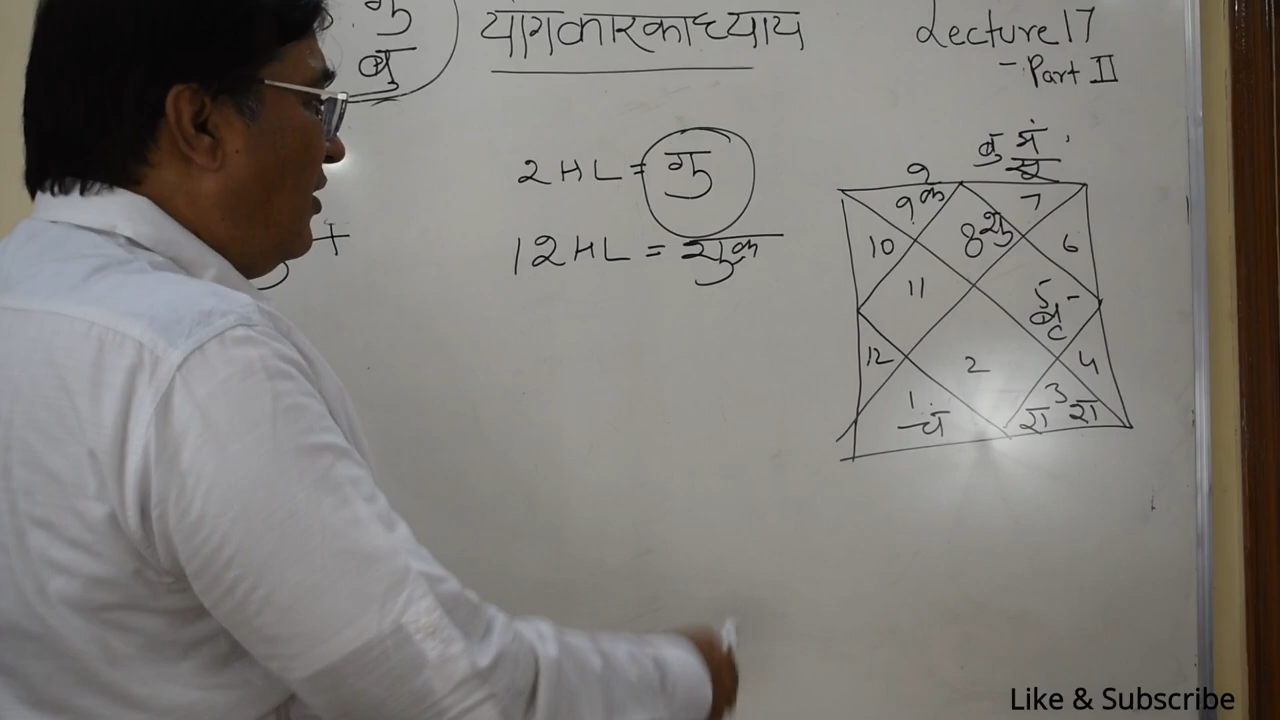 गु
बु
योगकारकाध्याय
Lecture 17
- Part II
+
2 HL = गु
12 HL = शुक्र
2
बु मं
सू
9 के
7
10
8 शु
6
11
5
12
2
4
1
चं
3
रा श
Like & Subscribe